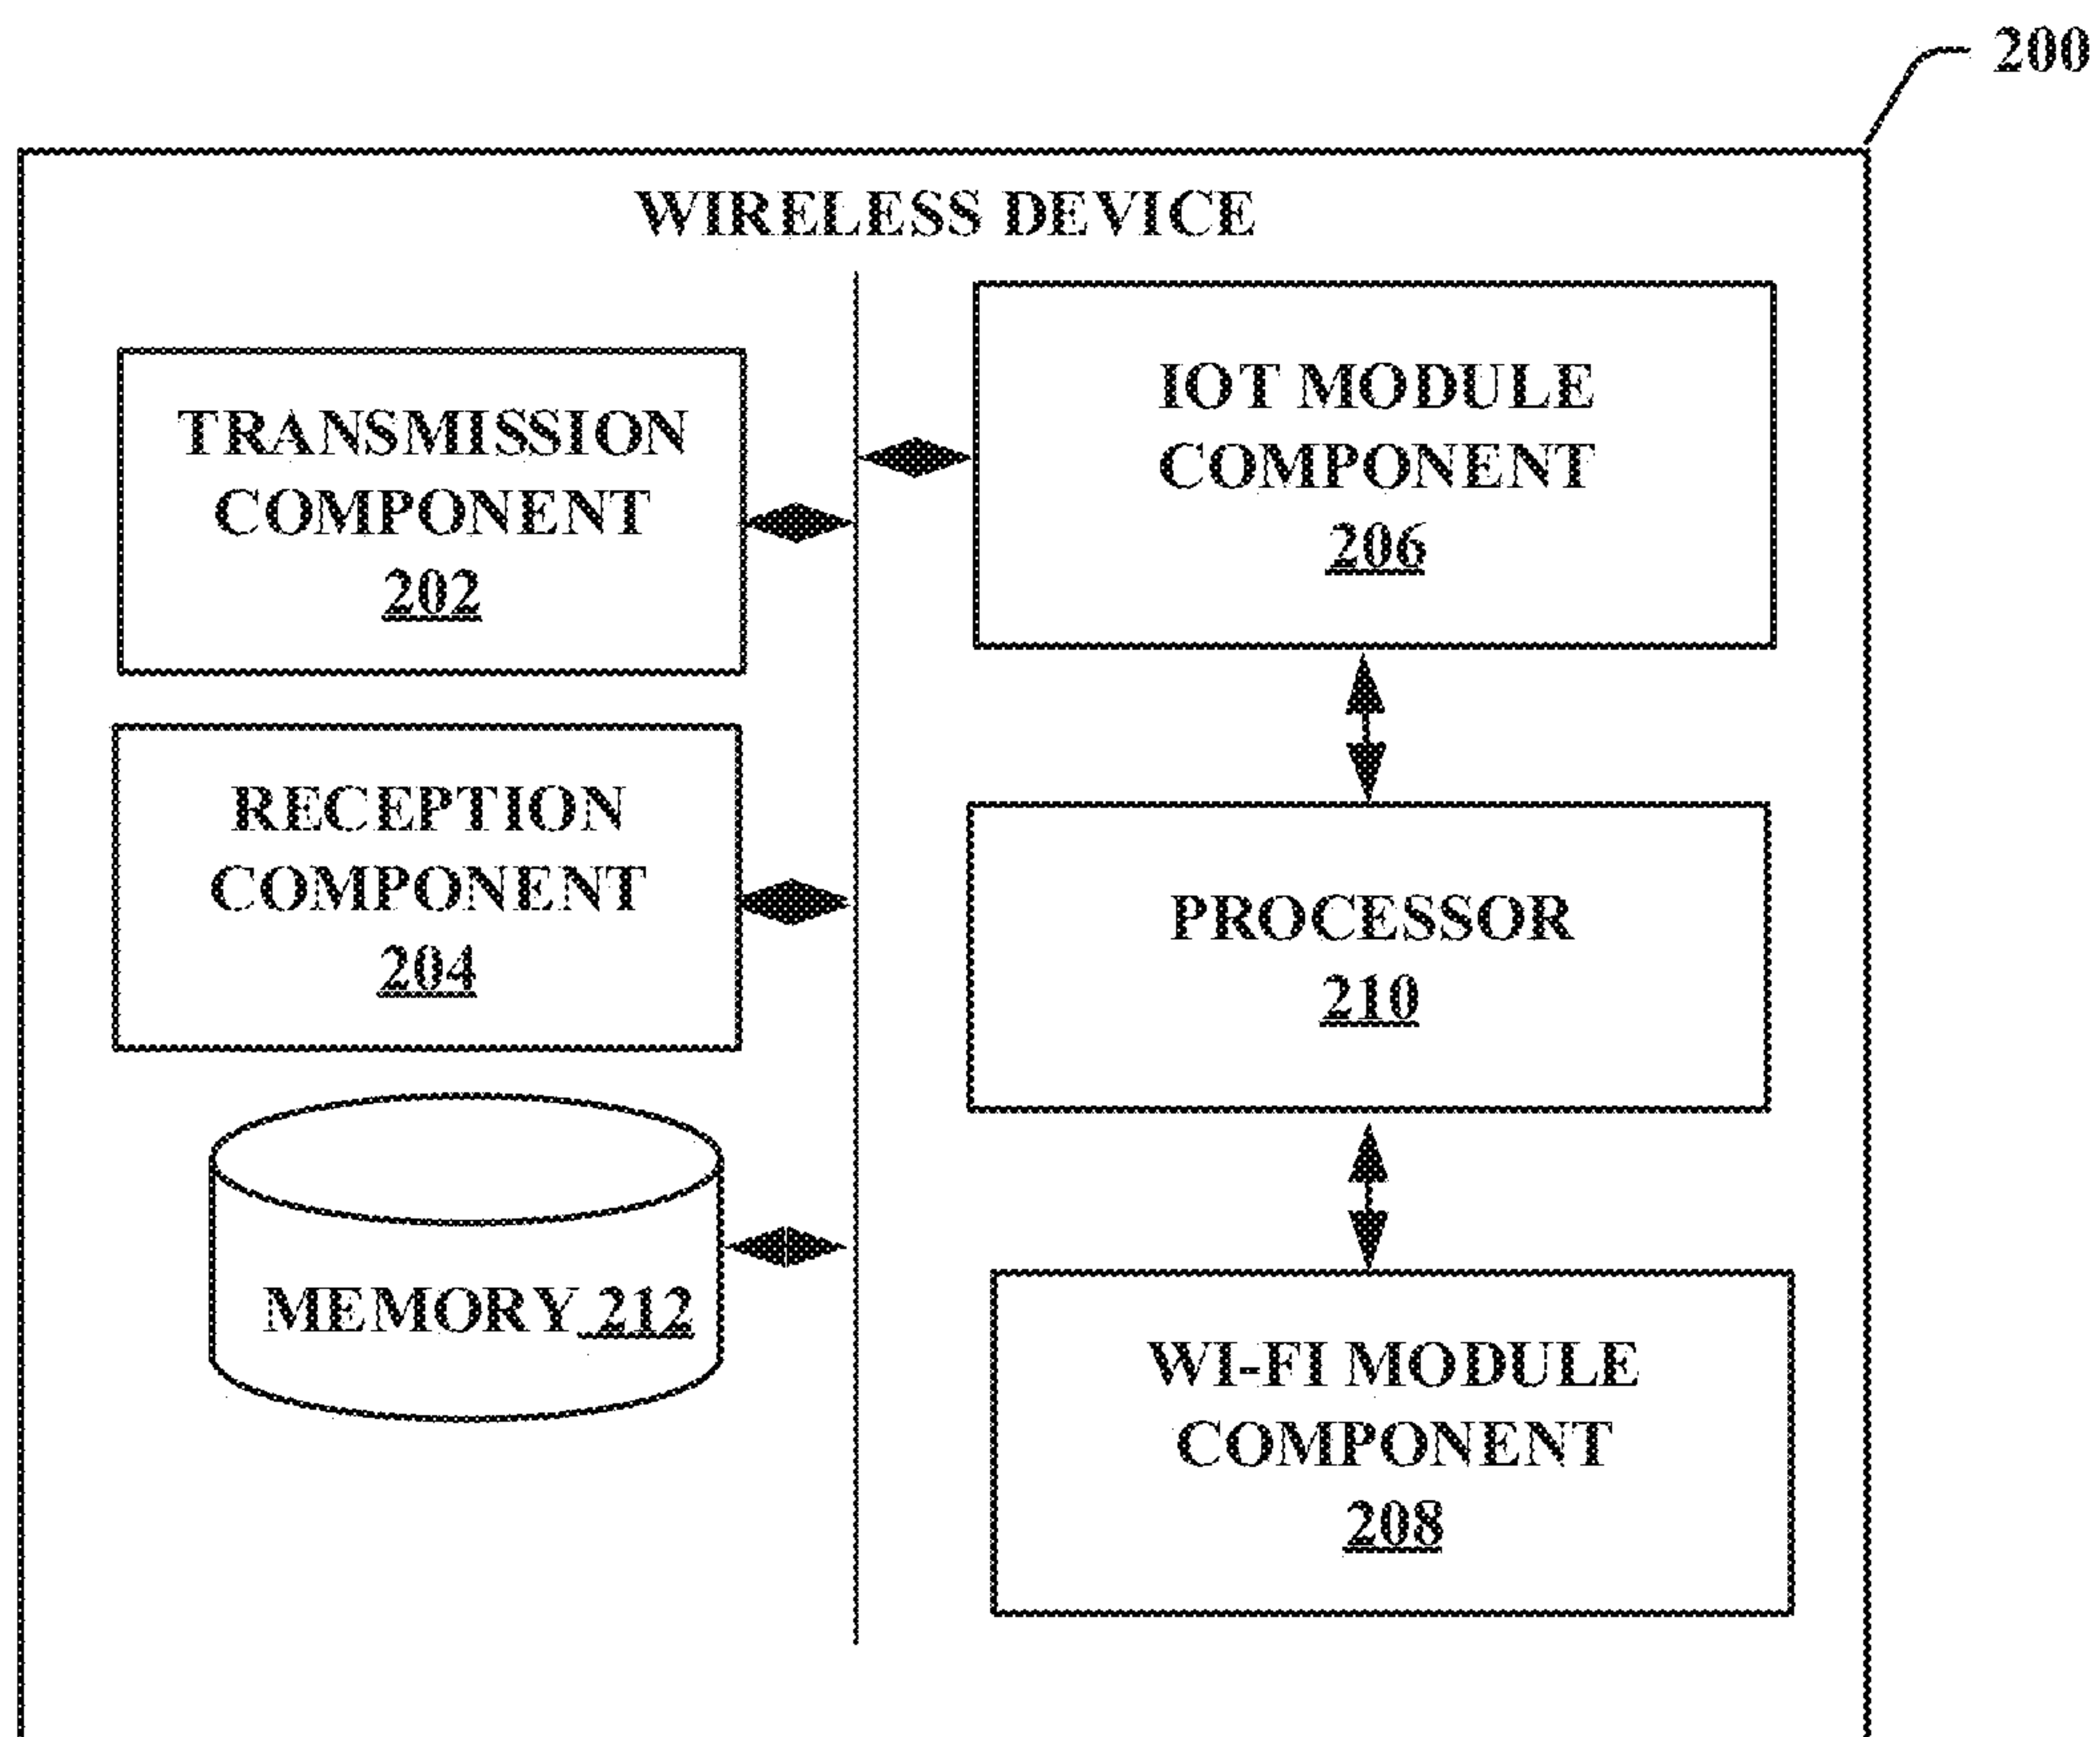 200
WIRELESS DEVICE
TRANSMISSION
COMPONENT
202
RECEPTION
COMPONENT
204
MEMORY 212
IOT MODULE
COMPONENT
206
PROCESSOR
210
WI-FI MODULE
COMPONENT
208